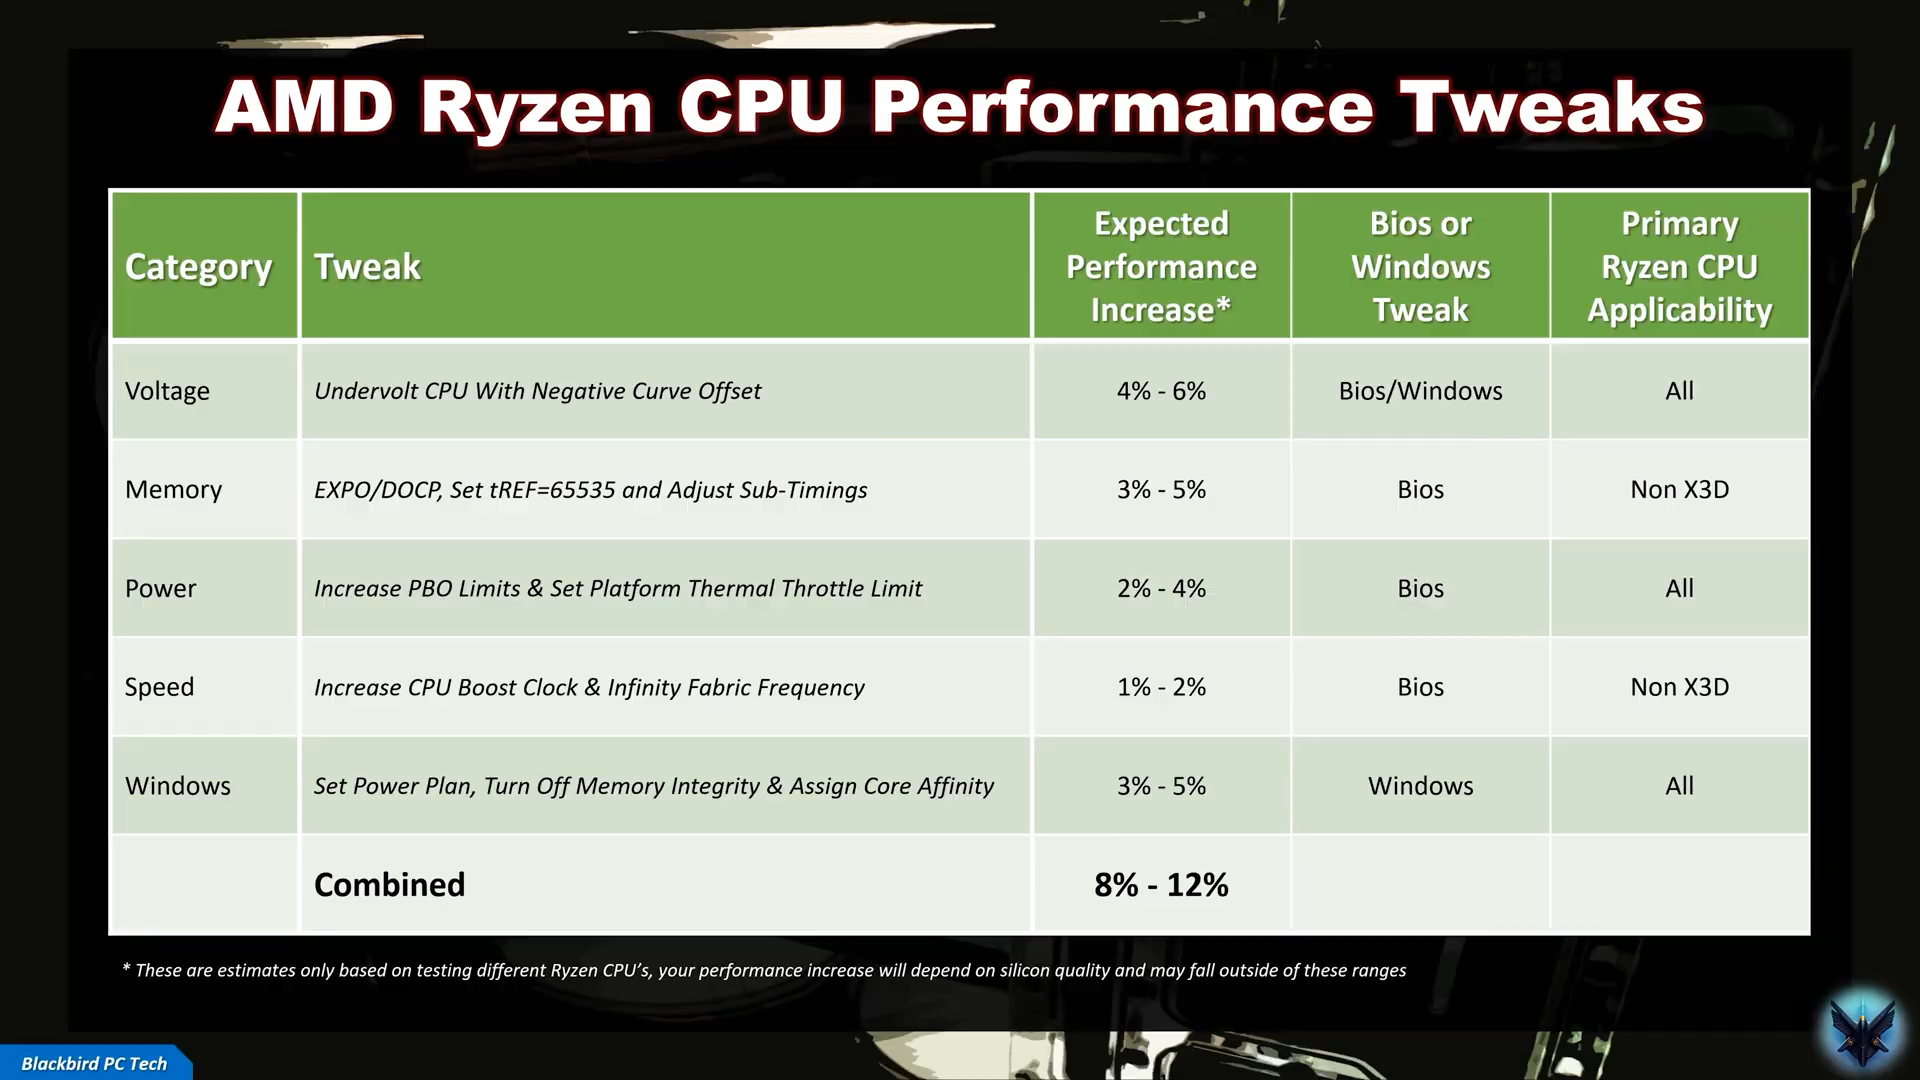 AMD Ryzen CPU Performance Tweaks
Category
Tweak
Expected
Performance
Increase*
Bios or
Windows
Tweak
Primary
Ryzen CPU
Applicability
Voltage
Undervolt CPU With Negative Curve Offset
4% - 6%
Bios/Windows
All
Memory
EXPO/DOCP, Set tREF=65535 and Adjust Sub-Timings
3% - 5%
Bios
Non X3D
Power
Increase PBO Limits & Set Platform Thermal Throttle Limit
2% - 4%
Bios
All
Speed
Increase CPU Boost Clock & Infinity Fabric Frequency
1% - 2%
Bios
Non X3D
Windows
Set Power Plan, Turn Off Memory Integrity & Assign Core Affinity
3% - 5%
Windows
All
Combined
8% - 12%
* These are estimates only based on testing different Ryzen CPU's, your performance increase will depend on silicon quality and may fall outside of these ranges
Blackbird PC Tech